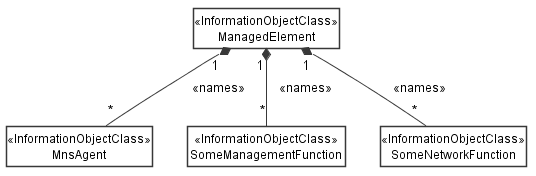 «InformationObjectClass»
ManagedElement
1
1
1
«names»
«names»
«names»
*
*
*
«InformationObjectClass»
MnsAgent
«InformationObjectClass»
SomeManagementFunction
«InformationObjectClass»
SomeNetworkFunction